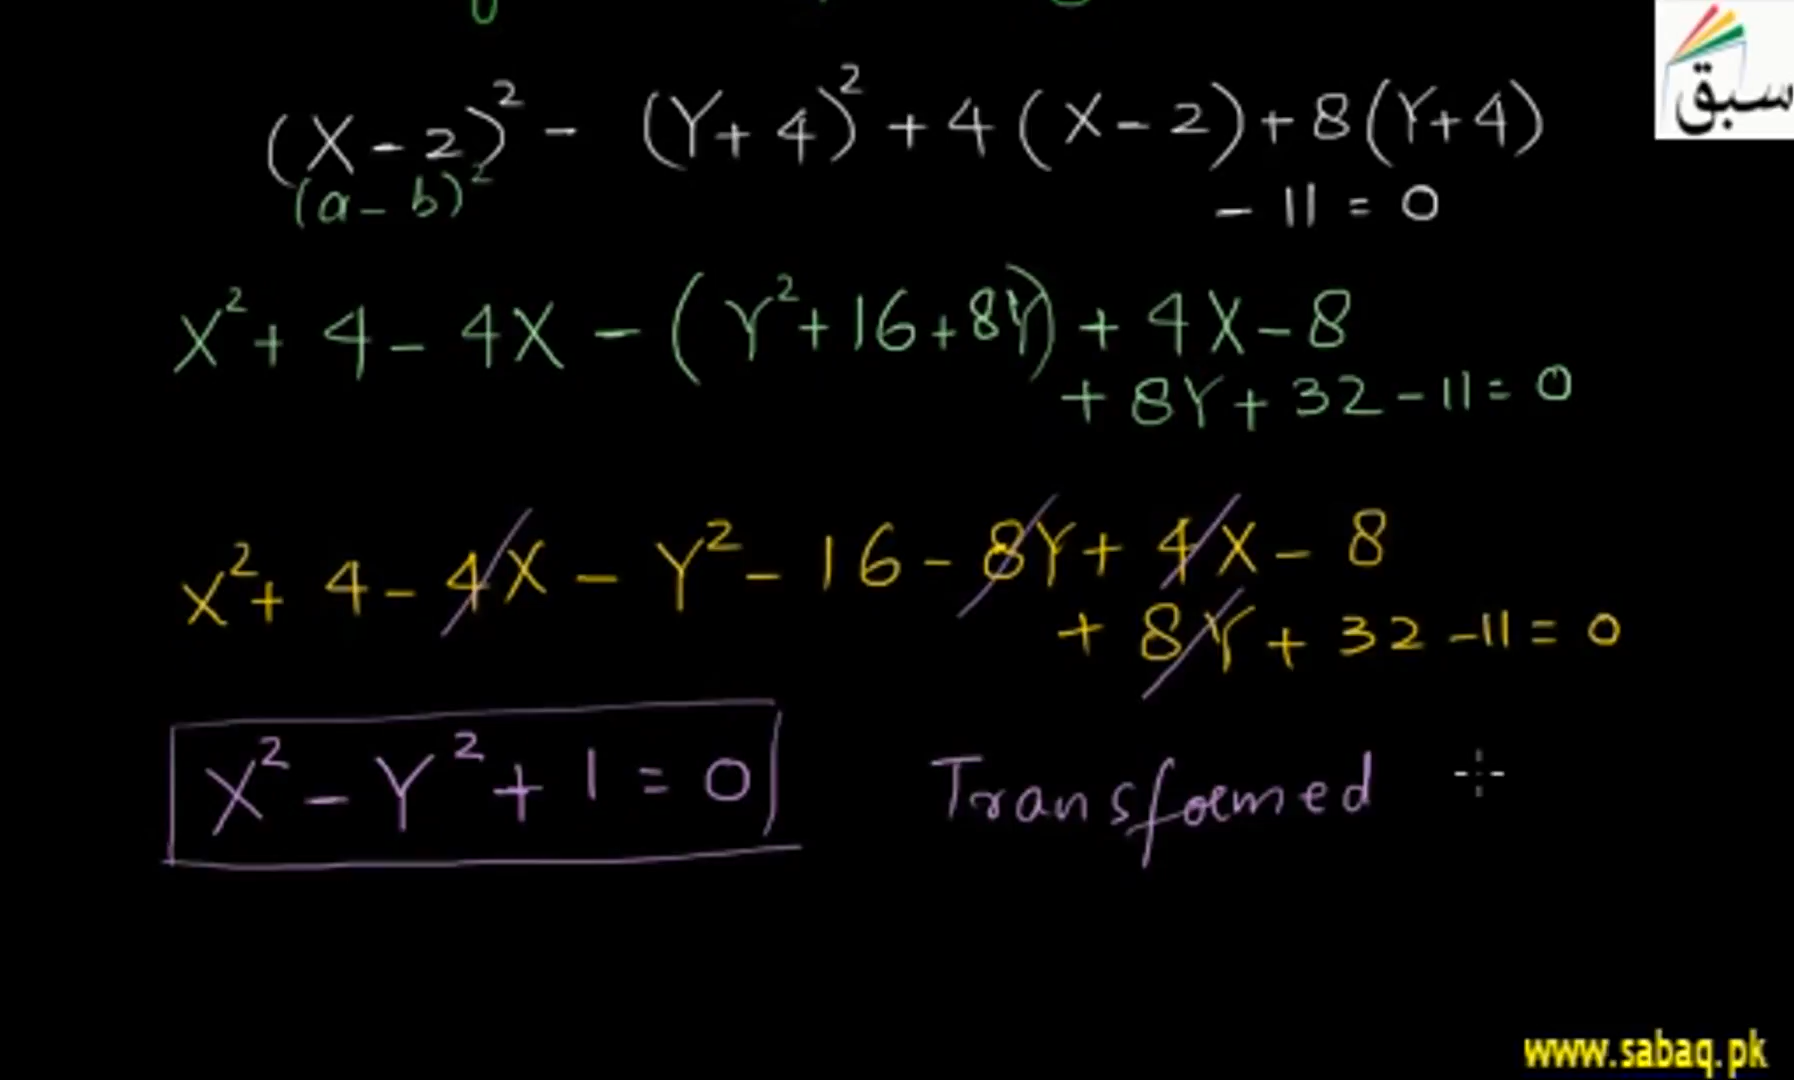 سبق
(X-2)² - (Y+4)² + 4(X-2)+8(Y+4)
(a-b)²
-11=0
X²+4-4X-(Y²+16+8Y)+4X-8
+8Y+32-11=0
X²+4-4X-Y²-16-8Y+4X-8
+8Y+32-11=0
X²-Y²+1=0 Transformed
www.sabaq.pk